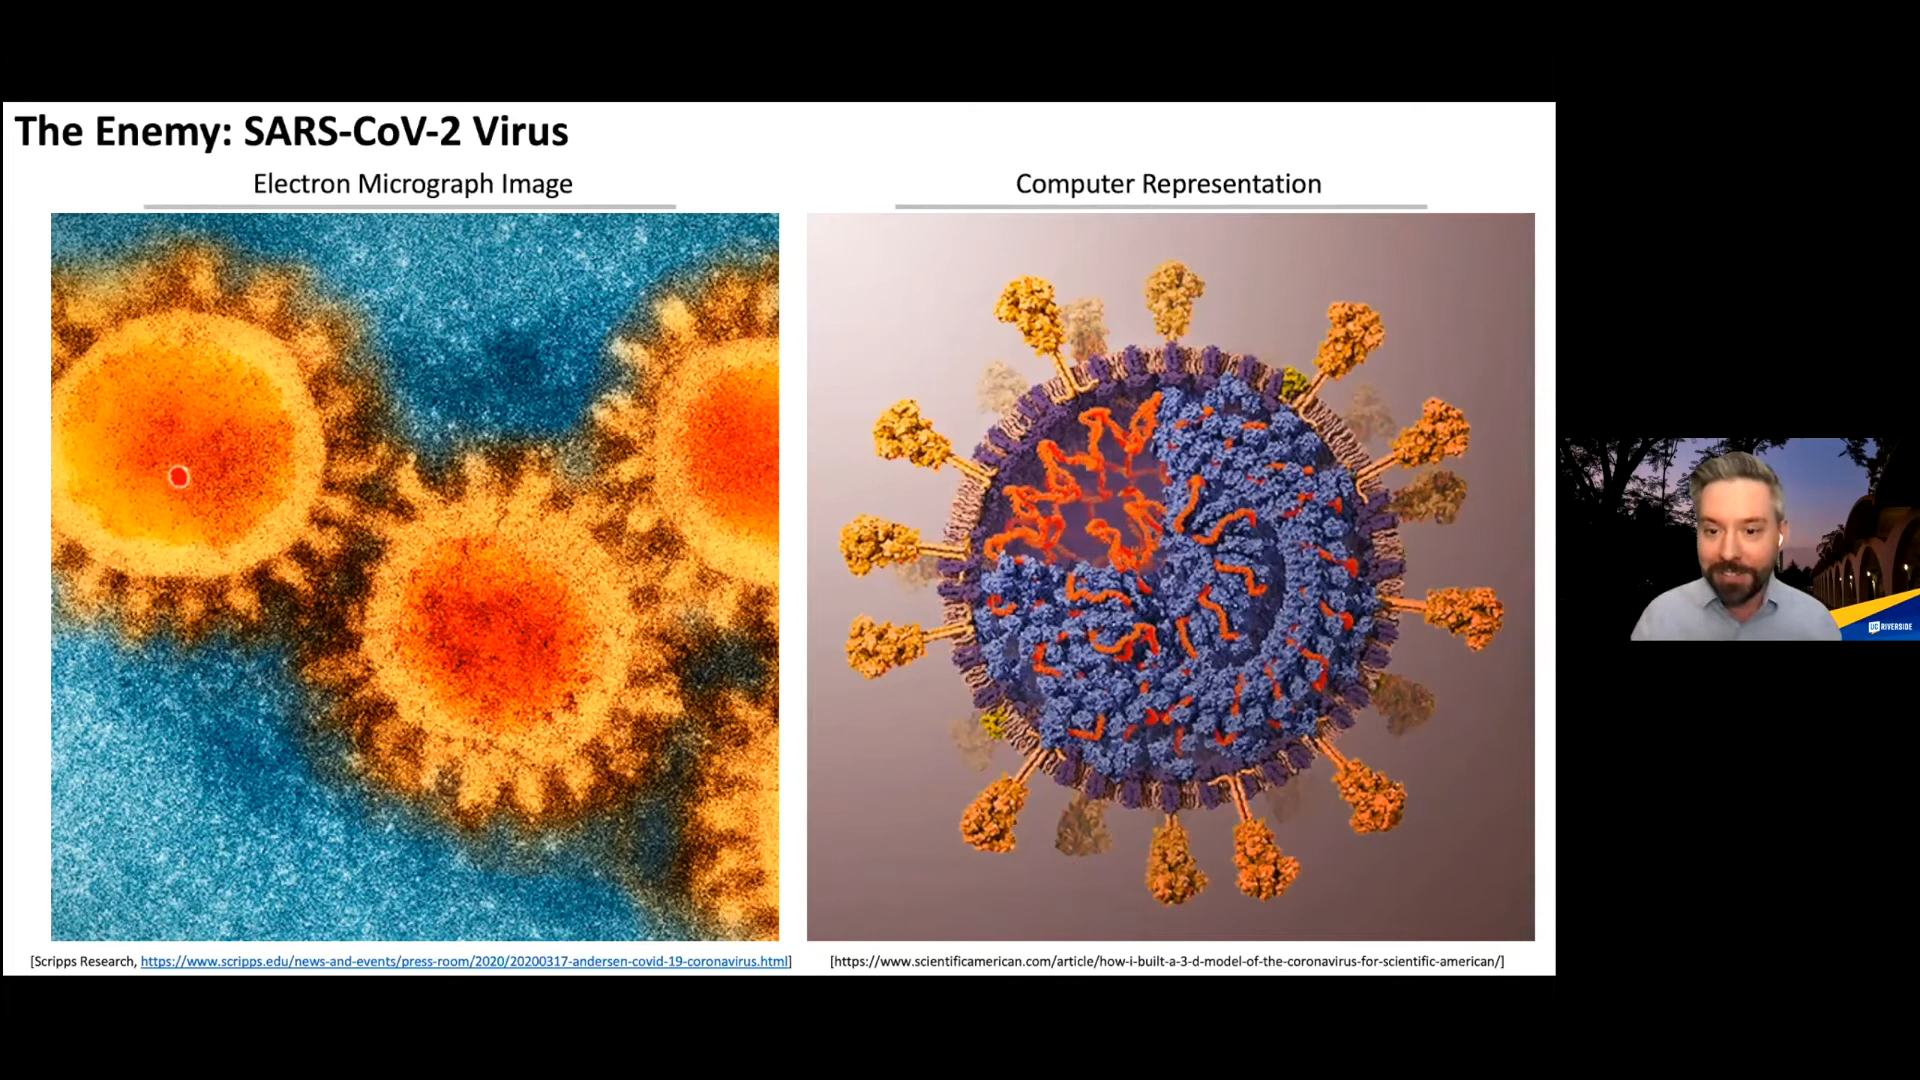 The Enemy: SARS-CoV-2 Virus
Electron Micrograph Image
Computer Representation
[Scripps Research, https://www.scripps.edu/news-and-events/press-room/2020/20200317-andersen-covid-19-coronavirus.html]
[https://www.scientificamerican.com/article/how-i-built-a-3-d-model-of-the-coronavirus-for-scientific-american/]
UC RIVERSIDE